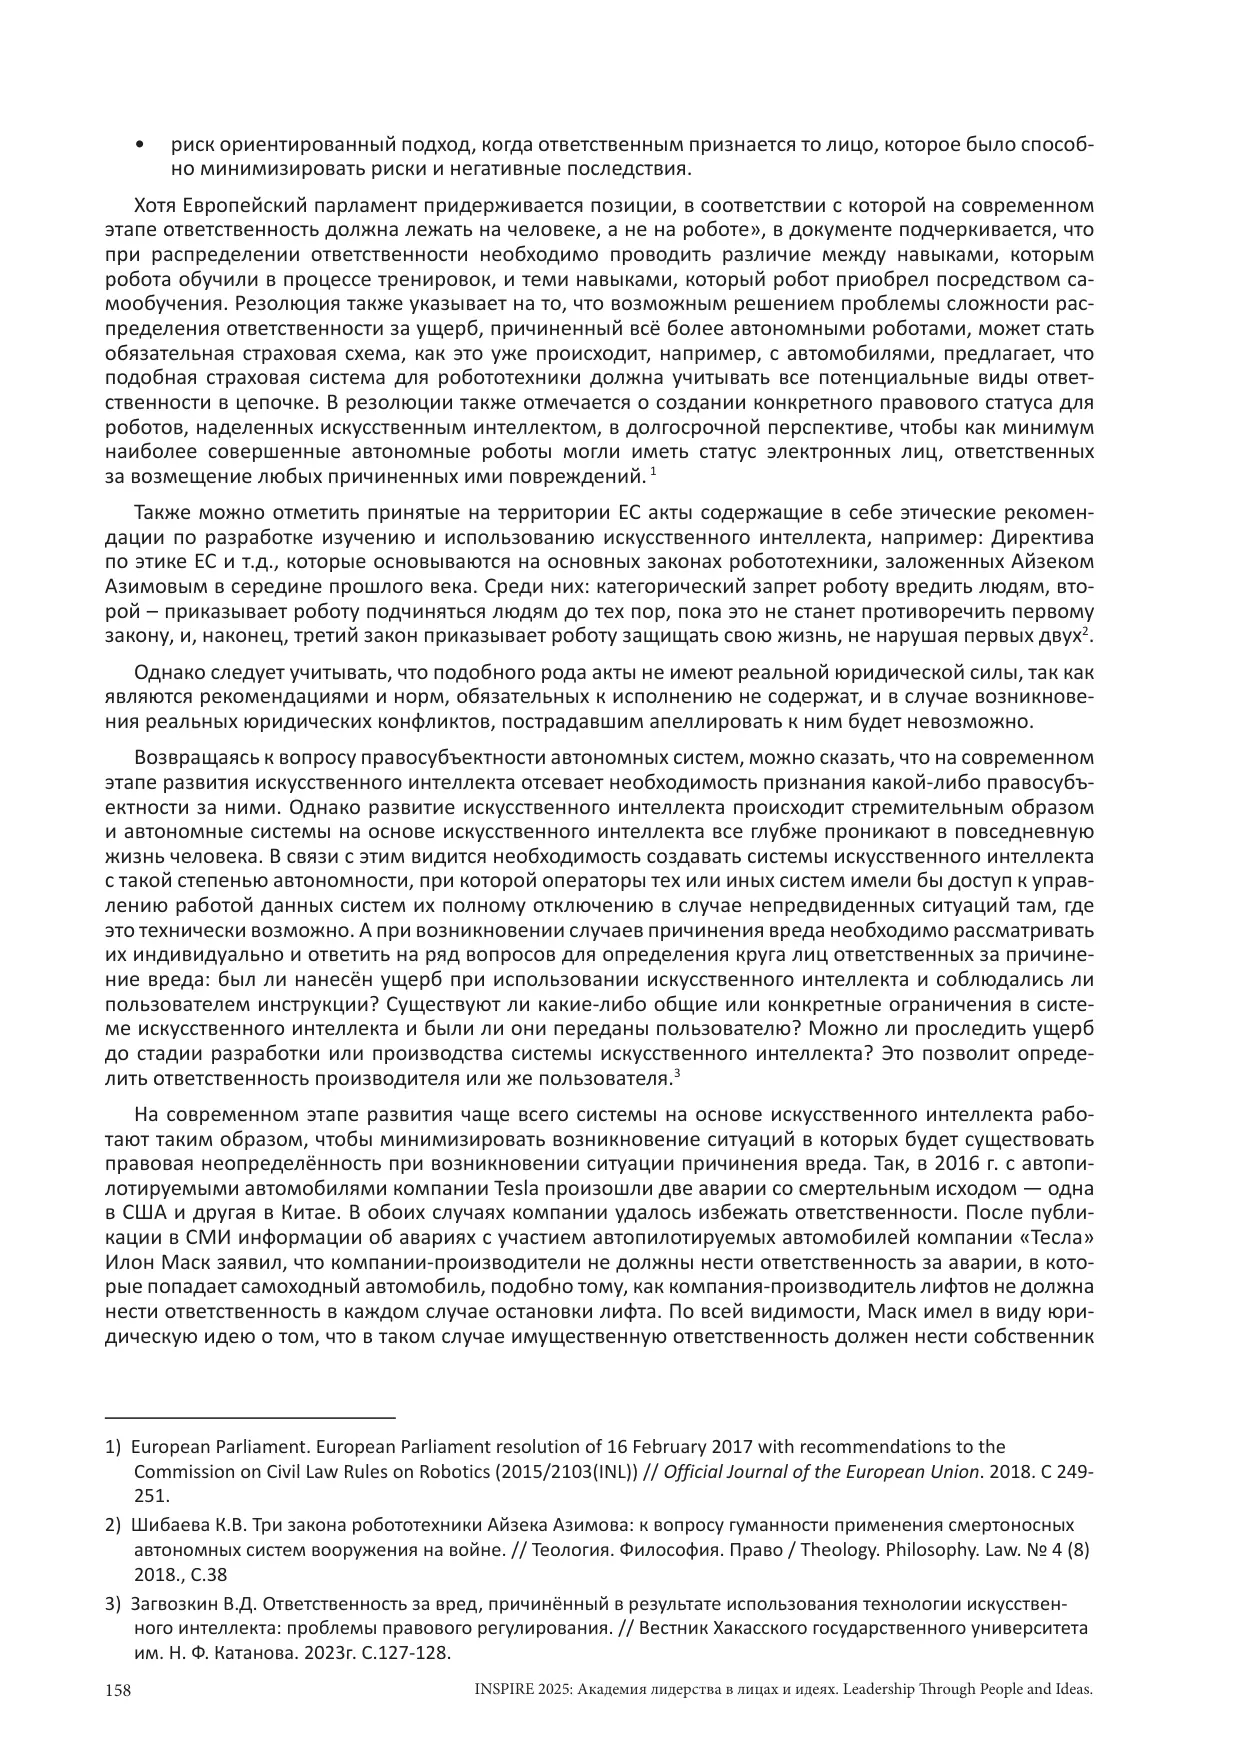 • риск ориентированный подход, когда ответственным признается то лицо, которое было способ-
но минимизировать риски и негативные последствия.
Хотя Европейский парламент придерживается позиции, в соответствии с которой на современном
этапе ответственность должна лежать на человеке, а не на роботе», в документе подчеркивается, что
при распределении ответственности необходимо проводить различие между навыками, которым
робота обучили в процессе тренировок, и теми навыками, который робот приобрел посредством са-
мообучения. Резолюция также указывает на то, что возможным решением проблемы сложности рас-
пределения ответственности за ущерб, причиненный всё более автономными роботами, может стать
обязательная страховая схема, как это уже происходит, например, с автомобилями, предлагает, что
подобная страховая система для робототехники должна учитывать все потенциальные виды ответ-
ственности в цепочке. В резолюции также отмечается о создании конкретного правового статуса для
роботов, наделенных искусственным интеллектом, в долгосрочной перспективе, чтобы как минимум
наиболее совершенные автономные роботы могли иметь статус электронных лиц, ответственных
за возмещение любых причиненных ими повреждений. 1
Также можно отметить принятые на территории ЕС акты содержащие в себе этические рекомен-
дации по разработке изучению и использованию искусственного интеллекта, например: Директива
по этике ЕС и т.д., которые основываются на основных законах робототехники, заложенных Айзеком
Азимовым в середине прошлого века. Среди них: категорический запрет роботу вредить людям, вто-
рой – приказывает роботу подчиняться людям до тех пор, пока это не станет противоречить первому
закону, и, наконец, третий закон приказывает роботу защищать свою жизнь, не нарушая первых двух2.
Однако следует учитывать, что подобного рода акты не имеют реальной юридической силы, так как
являются рекомендациями и норм, обязательных к исполнению не содержат, и в случае возникнове-
ния реальных юридических конфликтов, пострадавшим апеллировать к ним будет невозможно.
Возвращаясь к вопросу правосубъектности автономных систем, можно сказать, что на современном
этапе развития искусственного интеллекта отсевает необходимость признания какой-либо правосубъ-
ектности за ними. Однако развитие искусственного интеллекта происходит стремительным образом
и автономные системы на основе искусственного интеллекта все глубже проникают в повседневную
жизнь человека. В связи с этим видится необходимость создавать системы искусственного интеллекта
с такой степенью автономности, при которой операторы тех или иных систем имели бы доступ к управ-
лению работой данных систем их полному отключению в случае непредвиденных ситуаций там, где
это технически возможно. А при возникновении случаев причинения вреда необходимо рассматривать
их индивидуально и ответить на ряд вопросов для определения круга лиц ответственных за причине-
ние вреда: был ли нанесён ущерб при использовании искусственного интеллекта и соблюдались ли
пользователем инструкции? Существуют ли какие-либо общие или конкретные ограничения в систе-
ме искусственного интеллекта и были ли они переданы пользователю? Можно ли проследить ущерб
до стадии разработки или производства системы искусственного интеллекта? Это позволит опреде-
лить ответственность производителя или же пользователя.3
На современном этапе развития чаще всего системы на основе искусственного интеллекта рабо-
тают таким образом, чтобы минимизировать возникновение ситуаций в которых будет существовать
правовая неопределённость при возникновении ситуации причинения вреда. Так, в 2016 г. с автопи-
лотируемыми автомобилями компании Tesla произошли две аварии со смертельным исходом — одна
в США и другая в Китае. В обоих случаях компании удалось избежать ответственности. После публи-
кации в СМИ информации об авариях с участием автопилотируемых автомобилей компании «Тесла»
Илон Маск заявил, что компании-производители не должны нести ответственность за аварии, в кото-
рые попадает самоходный автомобиль, подобно тому, как компания-производитель лифтов не должна
нести ответственность в каждом случае остановки лифта. По всей видимости, Маск имел в виду юри-
дическую идею о том, что в таком случае имущественную ответственность должен нести собственник
1) European Parliament. European Parliament resolution of 16 February 2017 with recommendations to the
Commission on Civil Law Rules on Robotics (2015/2103(INL)) // Official Journal of the European Union. 2018. C 249-
251.
2) Шибаева К.В. Три закона робототехники Айзека Азимова: к вопросу гуманности применения смертоносных
автономных систем вооружения на войне. // Теология. Философия. Право / Theology. Philosophy. Law. № 4 (8)
2018., С.38
3) Загвозкин В.Д. Ответственность за вред, причинённый в результате использования технологии искусствен-
ного интеллекта: проблемы правового регулирования. // Вестник Хакасского государственного университета
им. Н. Ф. Катанова. 2023г. С.127-128.
158 INSPIRE 2025: Академия лидерства в лицах и идеях. Leadership Through People and Ideas.